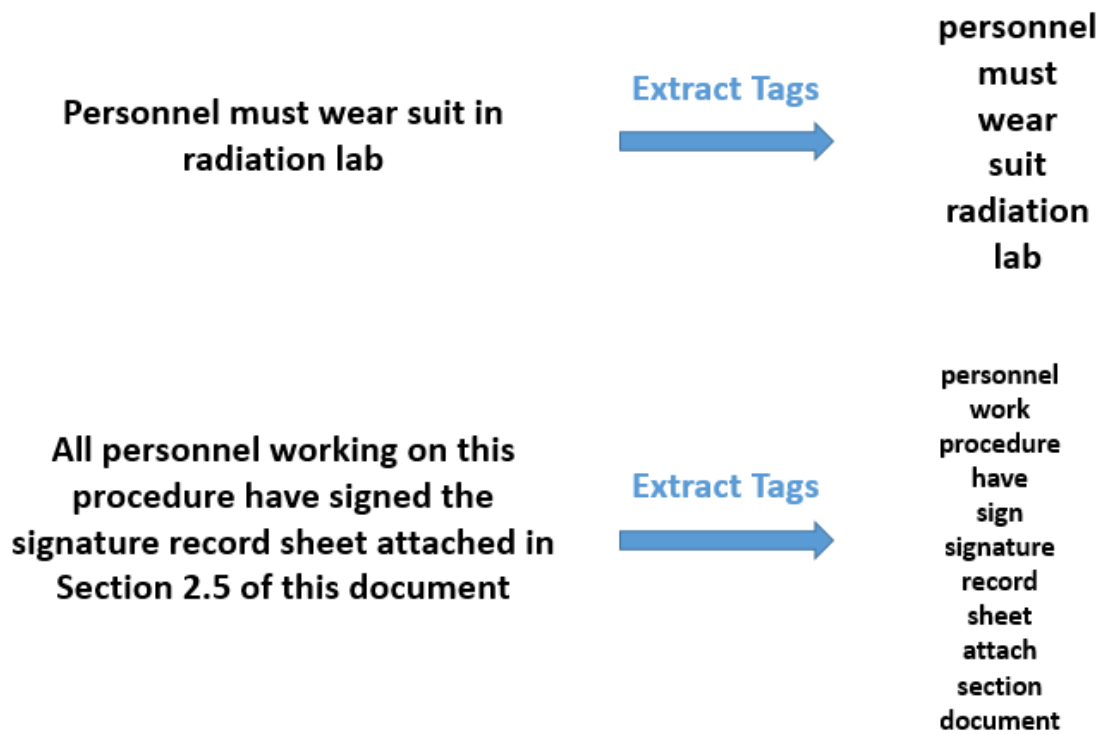 Personnel must wear suit in
radiation lab
Extract Tags
personnel
must
wear
suit
radiation
lab
All personnel working on this
procedure have signed the
signature record sheet attached in
Section 2.5 of this document
Extract Tags
personnel
work
procedure
have
sign
signature
record
sheet
attach
section
document